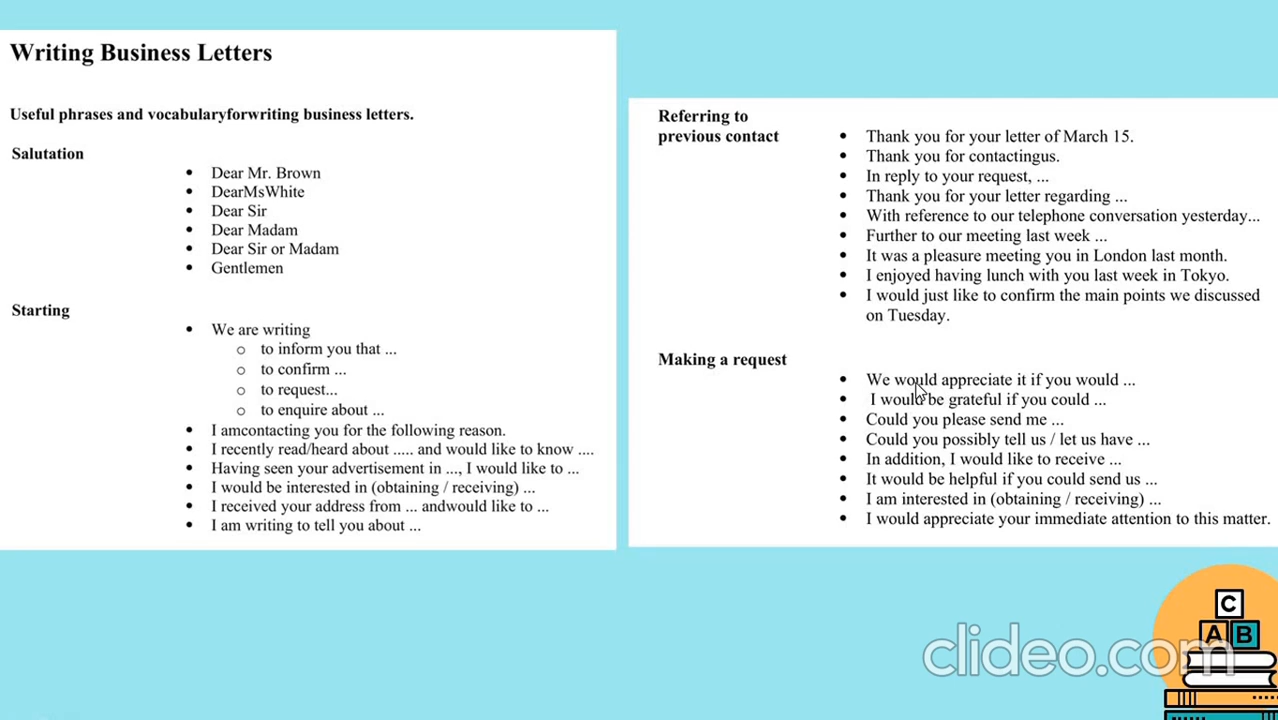 Writing Business Letters
Useful phrases and vocabularyforwriting business letters.
Salutation
• Dear Mr. Brown
• DearMsWhite
• Dear Sir
• Dear Madam
• Dear Sir or Madam
• Gentlemen
Starting
• We are writing
o to inform you that ...
o to confirm ...
o to request...
o to enquire about ...
• I amcontacting you for the following reason.
• I recently read/heard about ..... and would like to know ....
• Having seen your advertisement in ..., I would like to ...
• I would be interested in (obtaining / receiving) ...
• I received your address from ... andwould like to ...
• I am writing to tell you about ...
Referring to
previous contact
• Thank you for your letter of March 15.
• Thank you for contactingus.
• In reply to your request, ...
• Thank you for your letter regarding ...
• With reference to our telephone conversation yesterday...
• Further to our meeting last week ...
• It was a pleasure meeting you in London last month.
• I enjoyed having lunch with you last week in Tokyo.
• I would just like to confirm the main points we discussed
on Tuesday.
Making a request
• We would appreciate it if you would ...
• I would be grateful if you could ...
• Could you please send me ...
• Could you possibly tell us / let us have ...
• In addition, I would like to receive ...
• It would be helpful if you could send us ...
• I am interested in (obtaining / receiving) ...
• I would appreciate your immediate attention to this matter.
C
A B
clideo.com